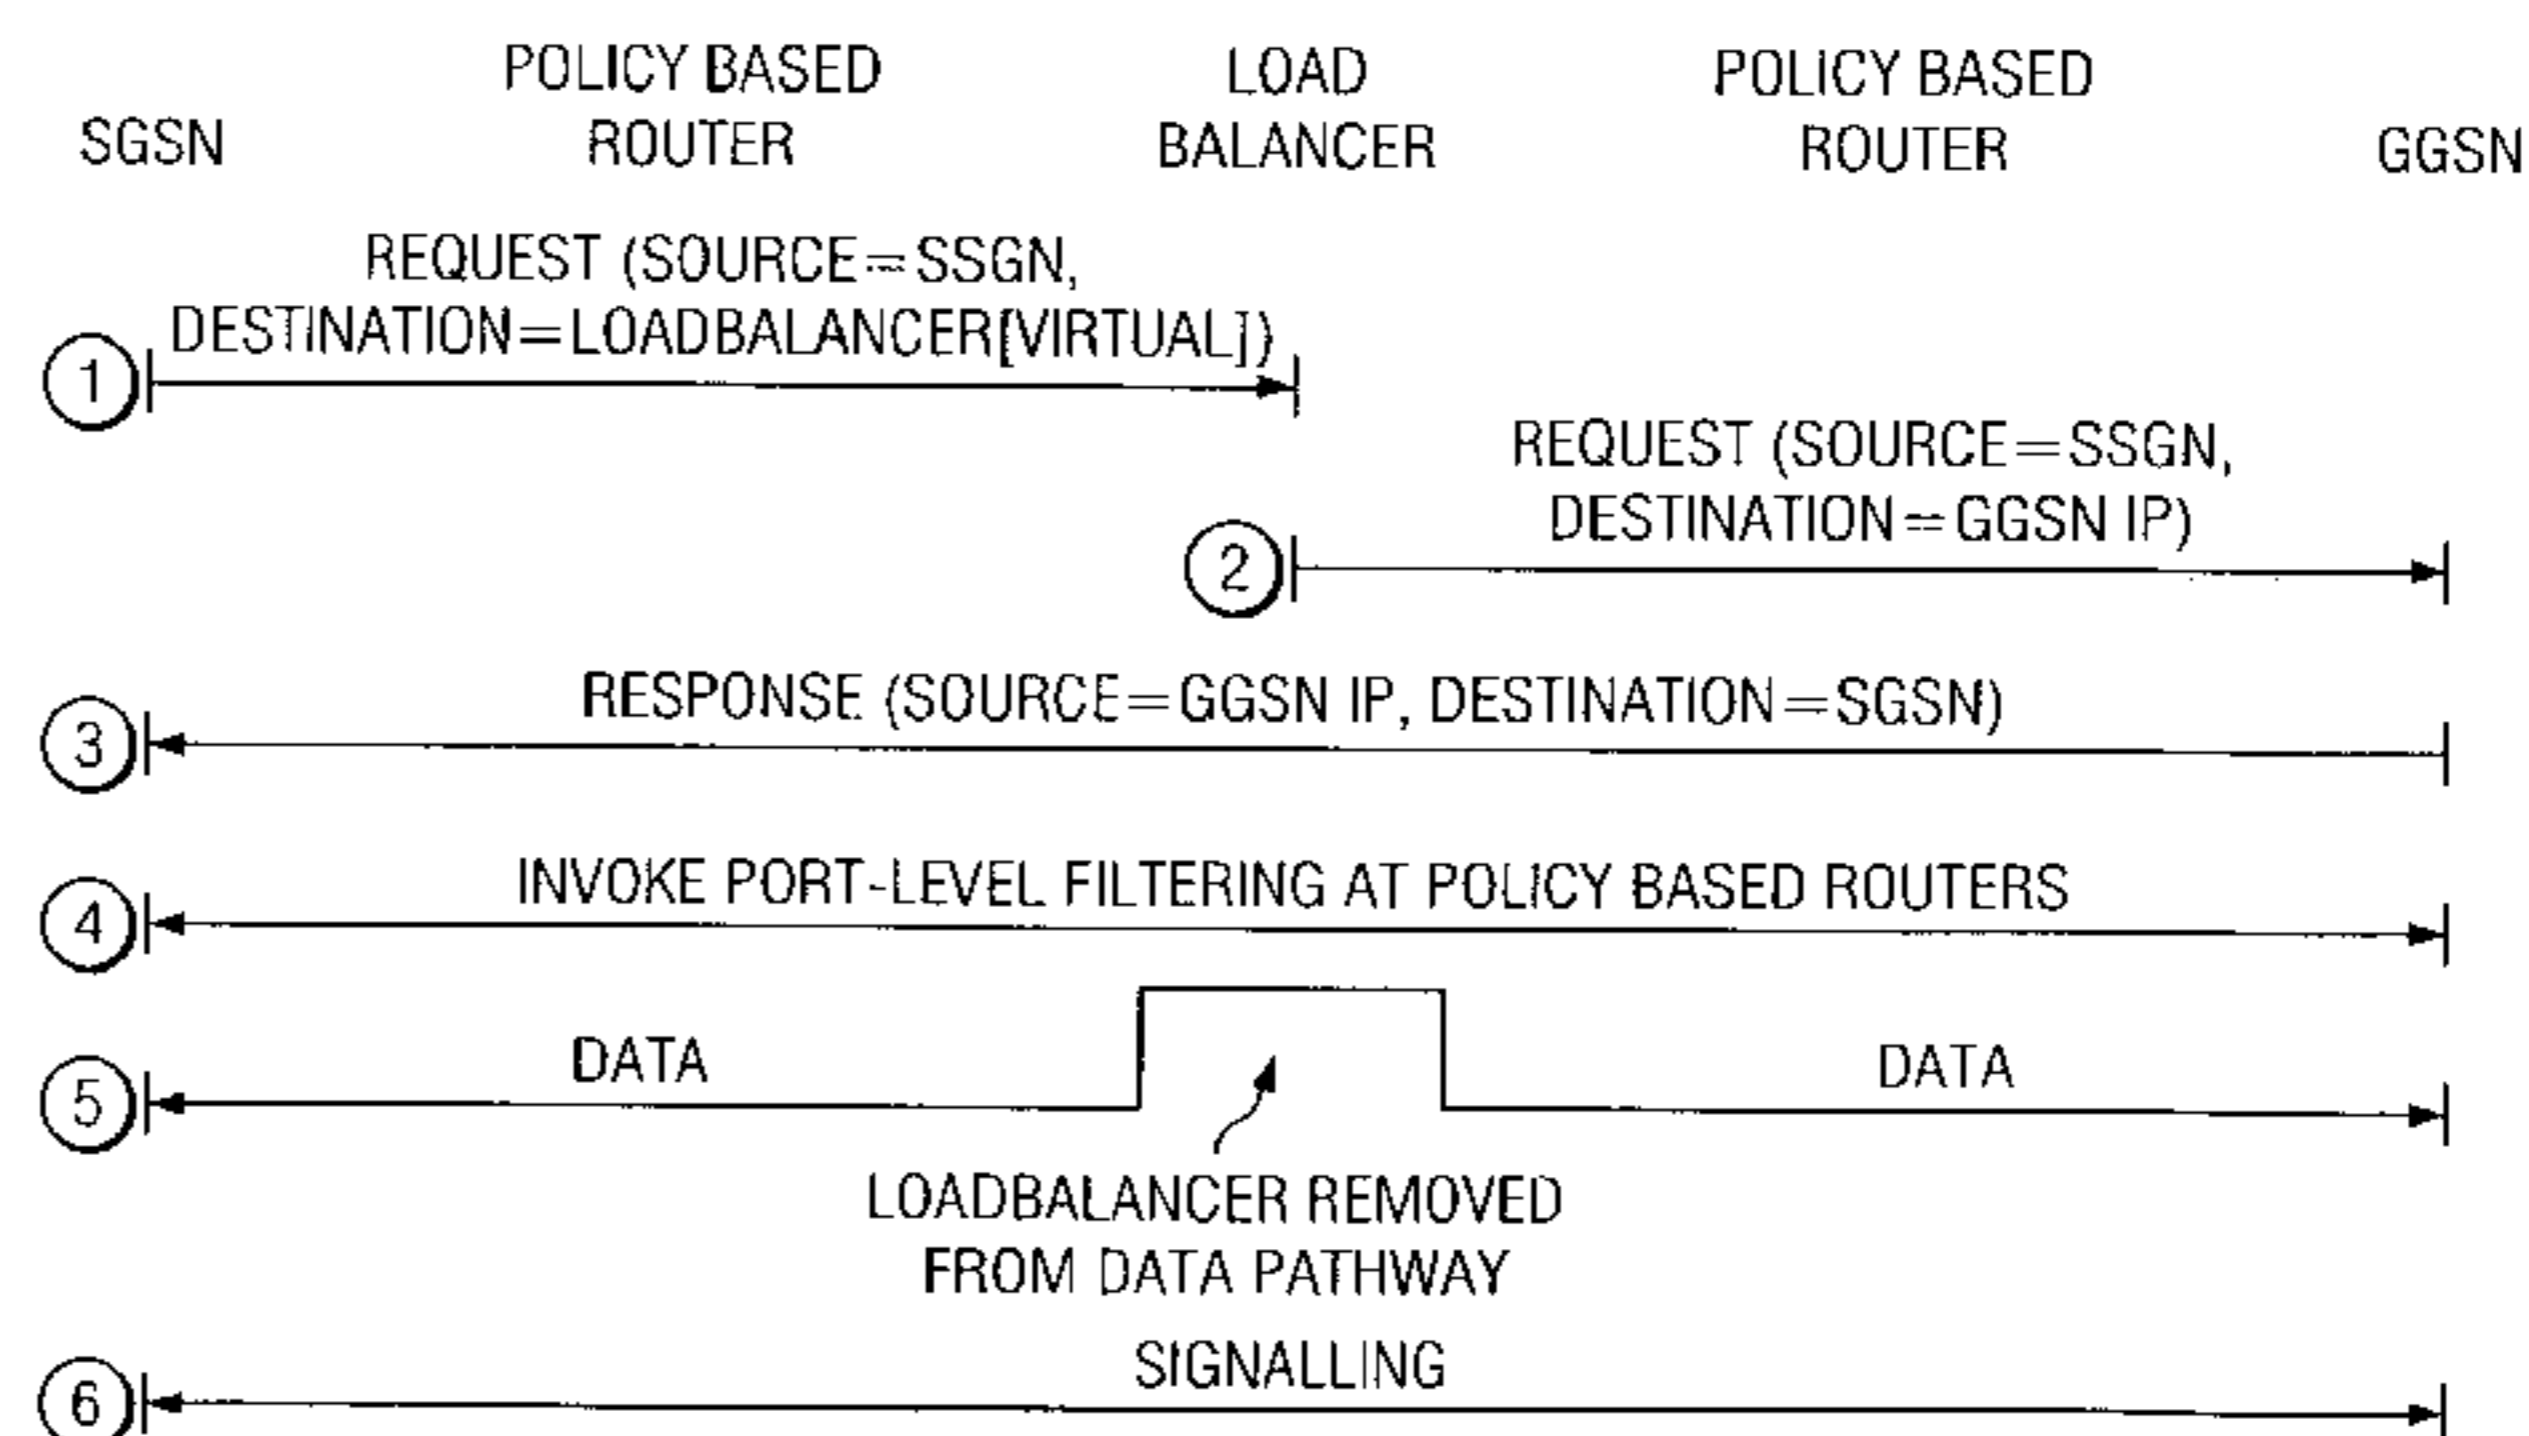 SGSN
POLICY BASED
ROUTER
LOAD
BALANCER
POLICY BASED
ROUTER
GGSN
REQUEST (SOURCE=SSGN,
DESTINATION=LOADBALANCER[VIRTUAL])
1
REQUEST (SOURCE=SSGN,
DESTINATION=GGSN IP)
2
RESPONSE (SOURCE=GGSN IP, DESTINATION=SGSN)
3
INVOKE PORT-LEVEL FILTERING AT POLICY BASED ROUTERS
4
DATA
DATA
5
LOADBALANCER REMOVED
FROM DATA PATHWAY
SIGNALLING
6